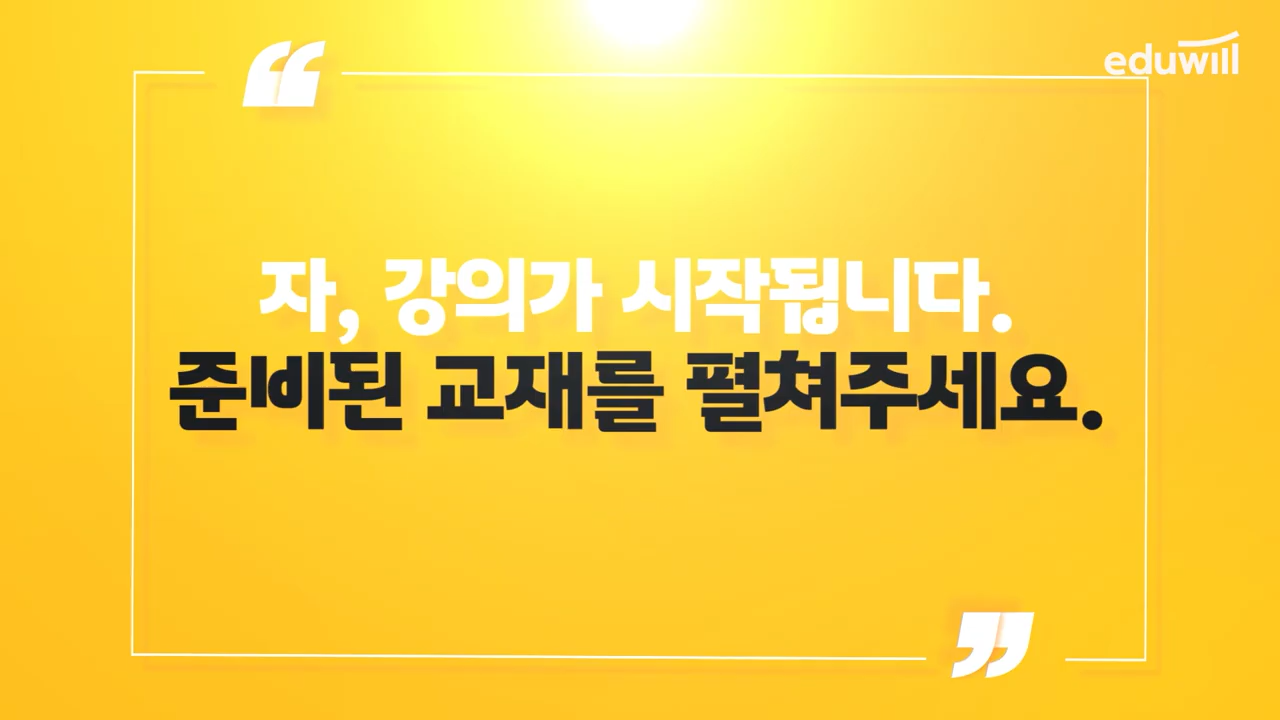 eduwill
“
자, 강의가 시작됩니다.
준비된 교재를 펼쳐주세요.
”